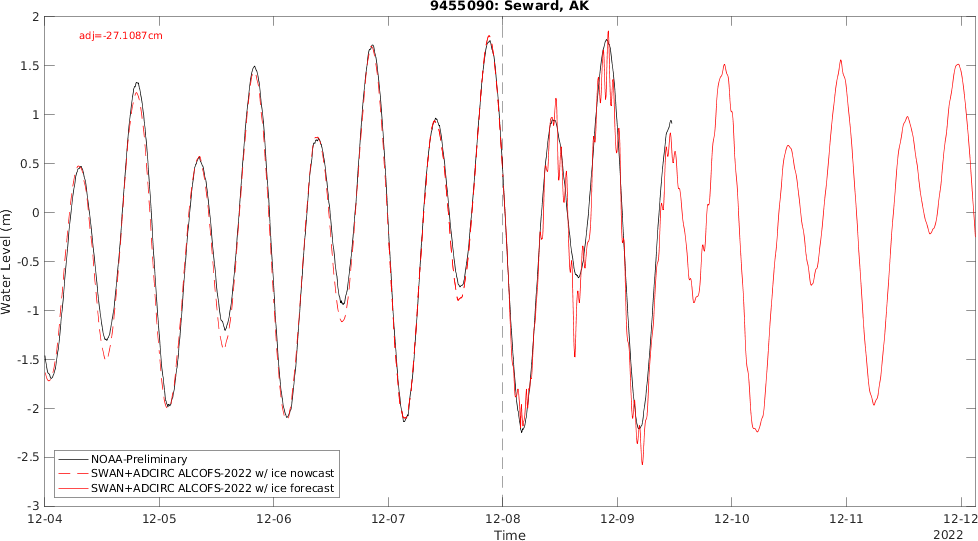 9455090: Seward, AK
adj=-27.1087cm
2
1.5
1
0.5
0
-0.5
-1
-1.5
-2
-2.5
-3
Water Level (m)
NOAA-Preliminary
SWAN+ADCIRC ALCOFS-2022 w/ ice nowcast
SWAN+ADCIRC ALCOFS-2022 w/ ice forecast
12-04 12-05 12-06 12-07 12-08 12-09 12-10 12-11 12-12
Time
2022